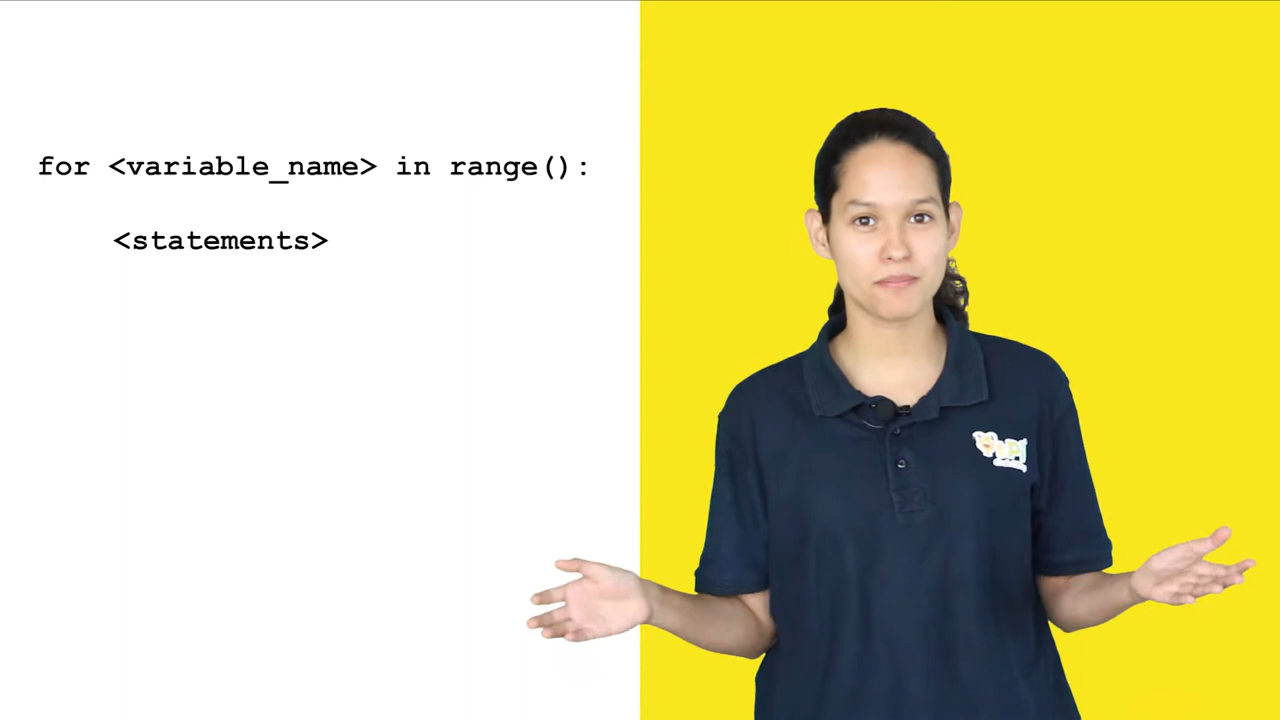 for <variable_name> in range():
<statements>